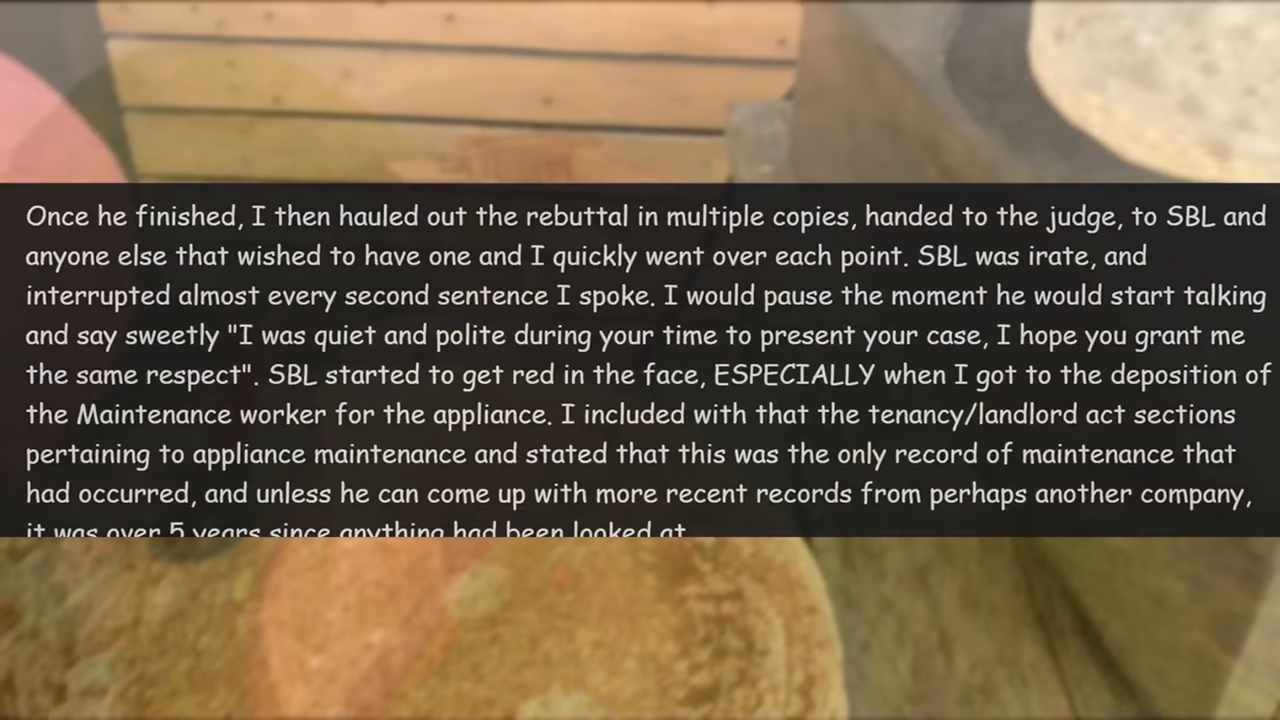 Once he finished, I then hauled out the rebuttal in multiple copies, handed to the judge, to SBL and
anyone else that wished to have one and I quickly went over each point. SBL was irate, and
interrupted almost every second sentence I spoke. I would pause the moment he would start talking
and say sweetly "I was quiet and polite during your time to present your case, I hope you grant me
the same respect". SBL started to get red in the face, ESPECIALLY when I got to the deposition of
the Maintenance worker for the appliance. I included with that the tenancy/landlord act sections
pertaining to appliance maintenance and stated that this was the only record of maintenance that
had occurred, and unless he can come up with more recent records from perhaps another company,
it was over 5 years since anything had been looked at